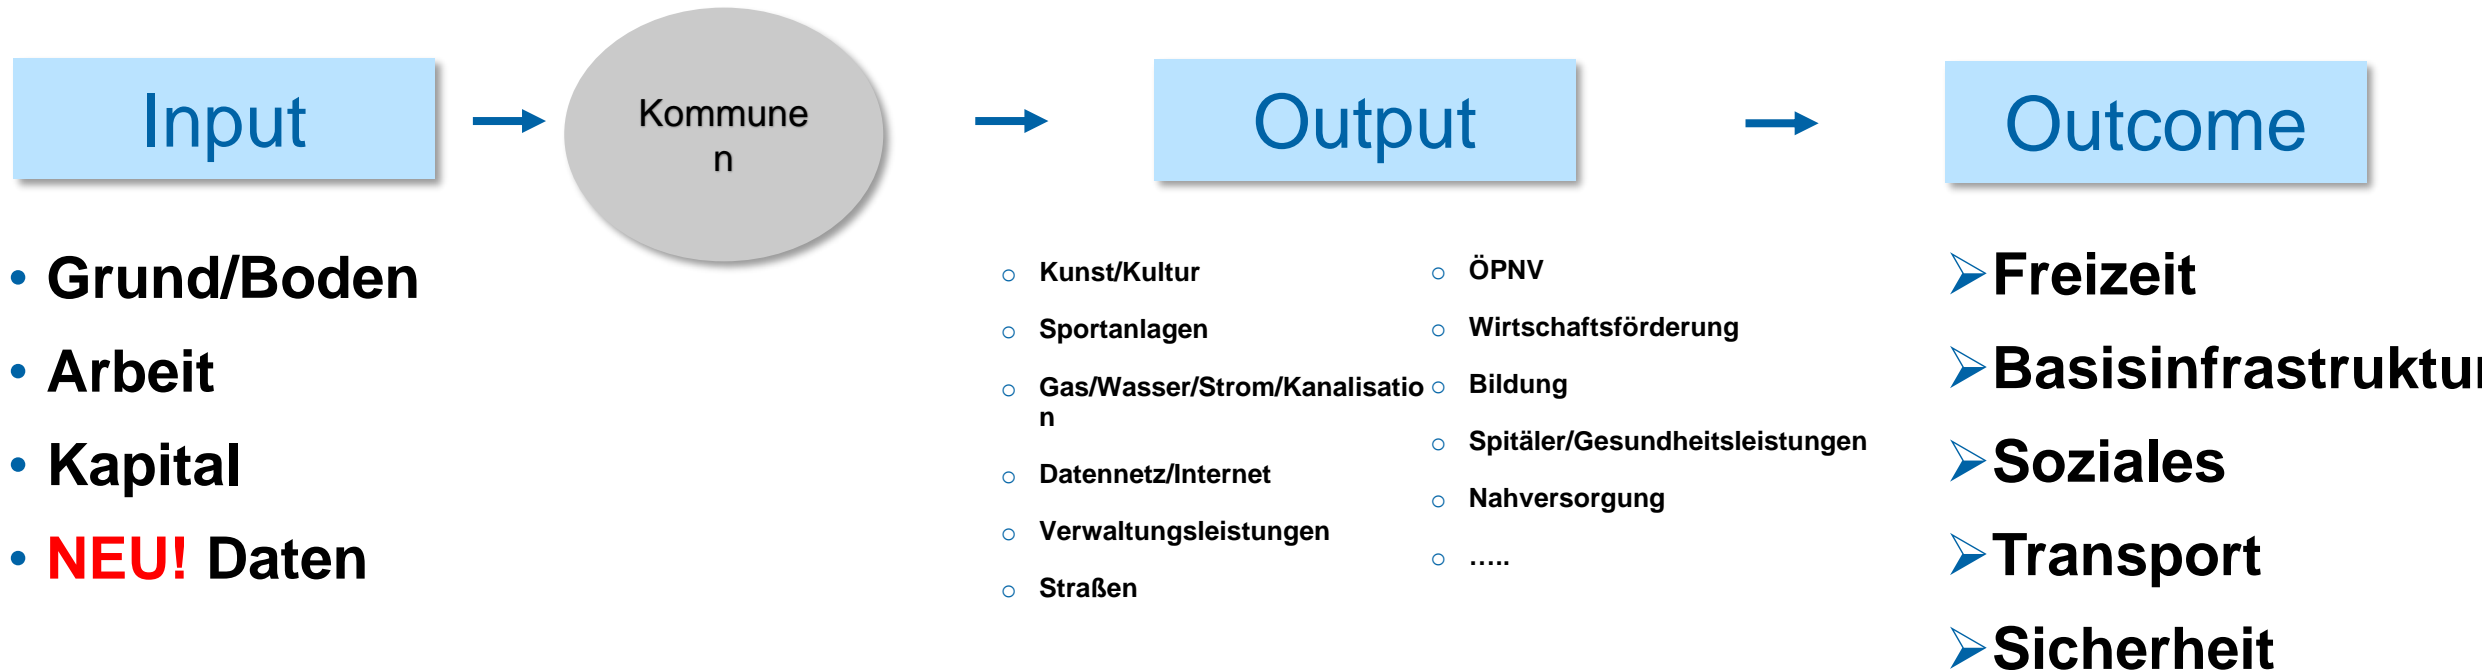 Input
Kommune
n
Output
Outcome
Grund/Boden
Arbeit
Kapital
NEU! Daten
Kunst/Kultur
Sportanlagen
Gas/Wasser/Strom/Kanalisatio
n
Datennetz/Internet
Verwaltungsleistungen
Straßen
ÖPNV
Wirtschaftsförderung
Bildung
Spitäler/Gesundheitsleistungen
Nahversorgung
.....
Freizeit
Basisinfrastruktur
Soziales
Transport
Sicherheit